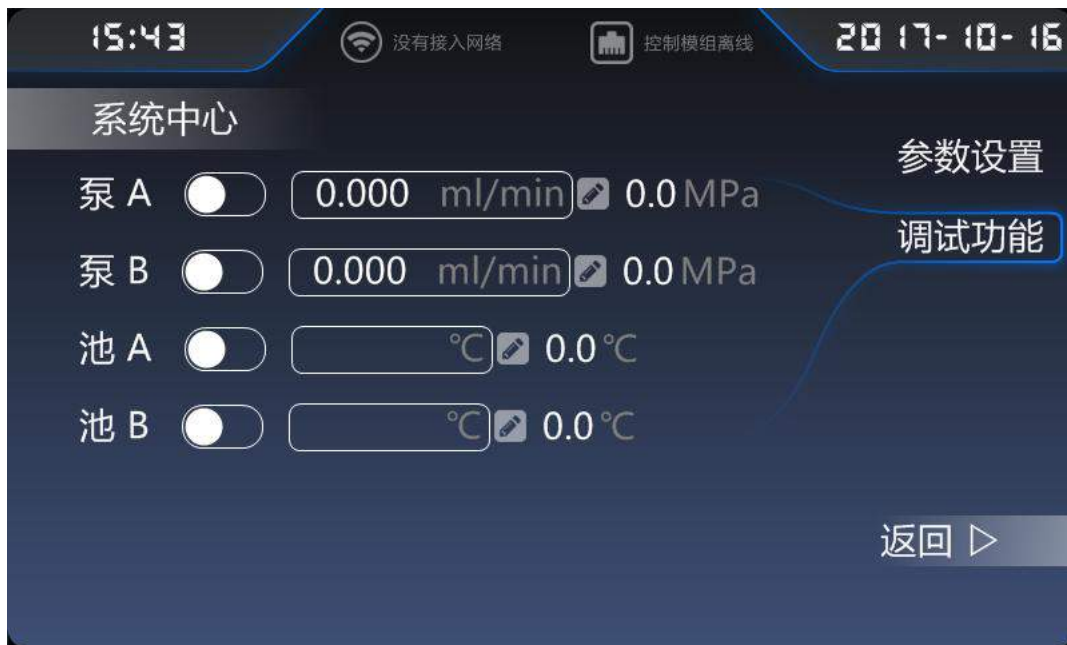 15:43 没有接入网络 控制模组离线 2017-10-16
系统中心
参数设置
泵 A 0.000 ml/min 0.0 MPa
调试功能
泵 B 0.000 ml/min 0.0 MPa
池 A ℃ 0.0 ℃
池 B ℃ 0.0 ℃
返回